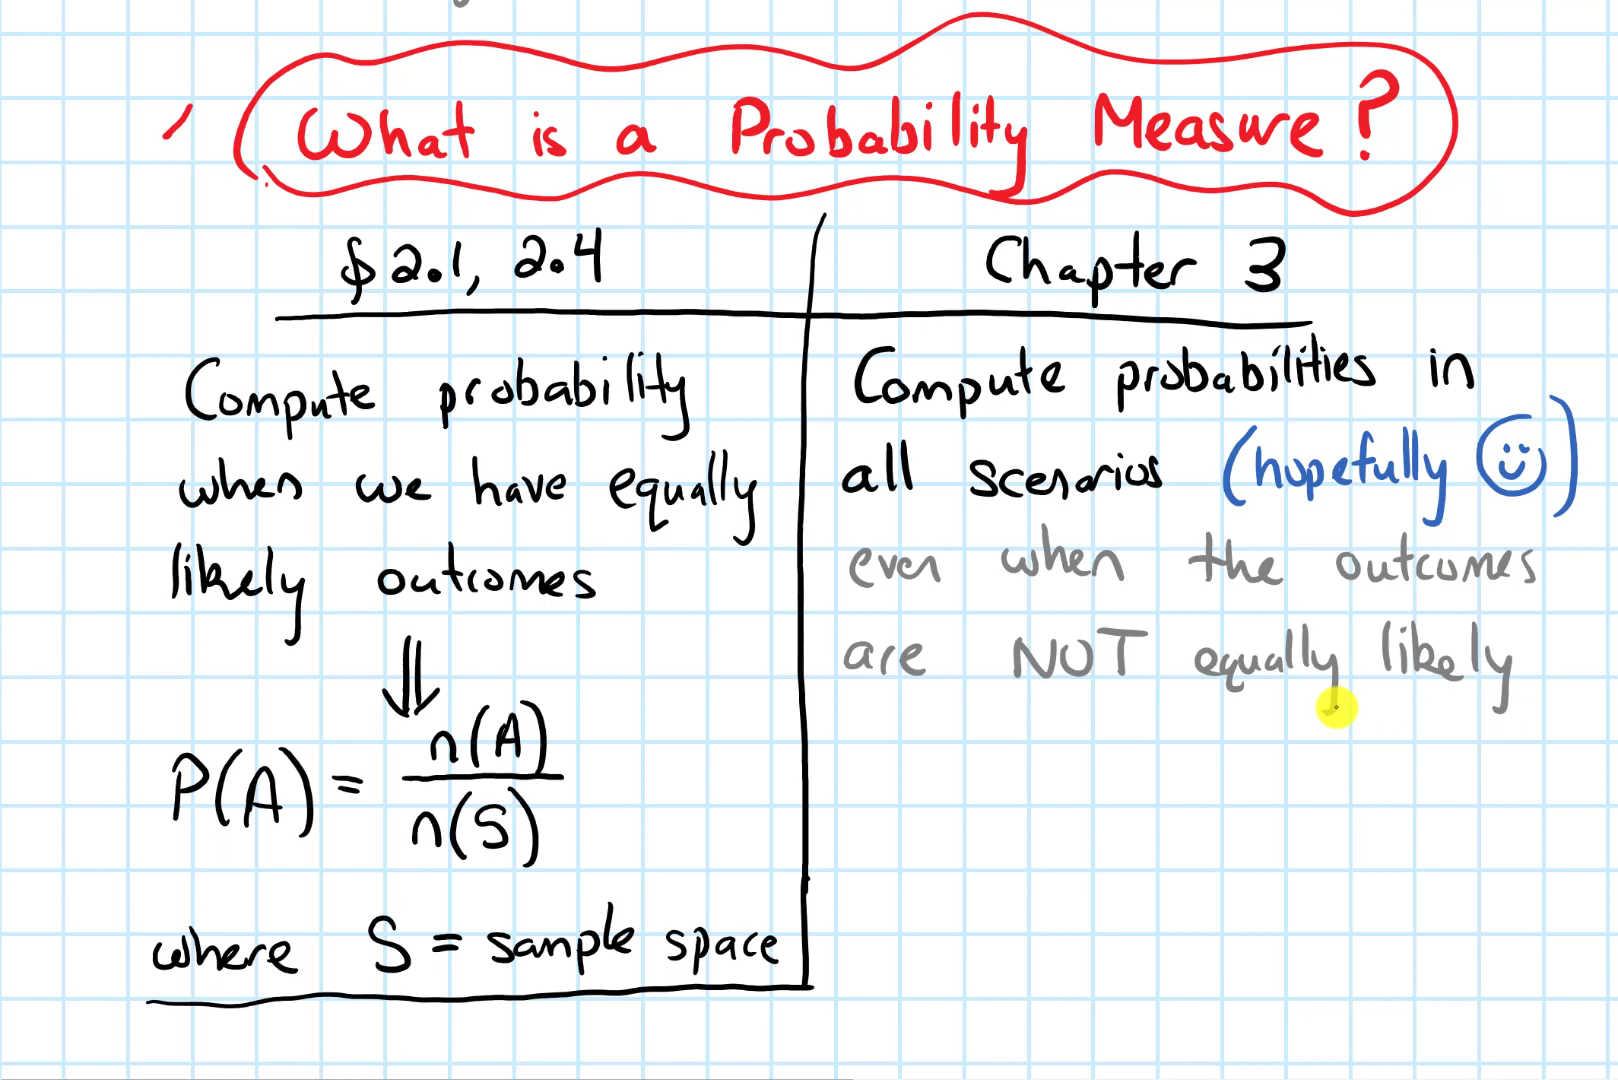 What is a Probability Measure?
§ 2.1, 2.4
Compute probability
when we have equally
likely outcomes
⇓
P(A) = n(A)/n(S)
where S = sample space
Chapter 3
Compute probabilities in
all scenarios (hopefully ☺)
even when the outcomes
are NOT equally likely